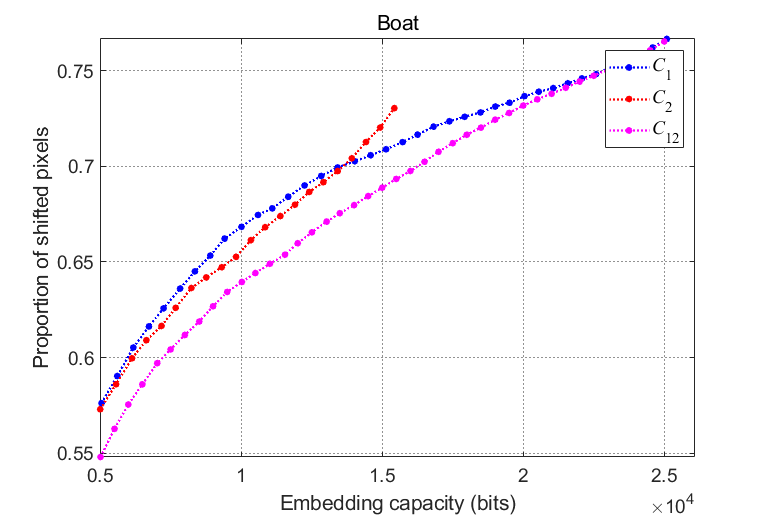 Boat
C1
C2
C12
0.75
0.7
0.65
0.6
0.55
Proportion of shifted pixels
0.5 1 1.5 2 2.5
×10^4
Embedding capacity (bits)